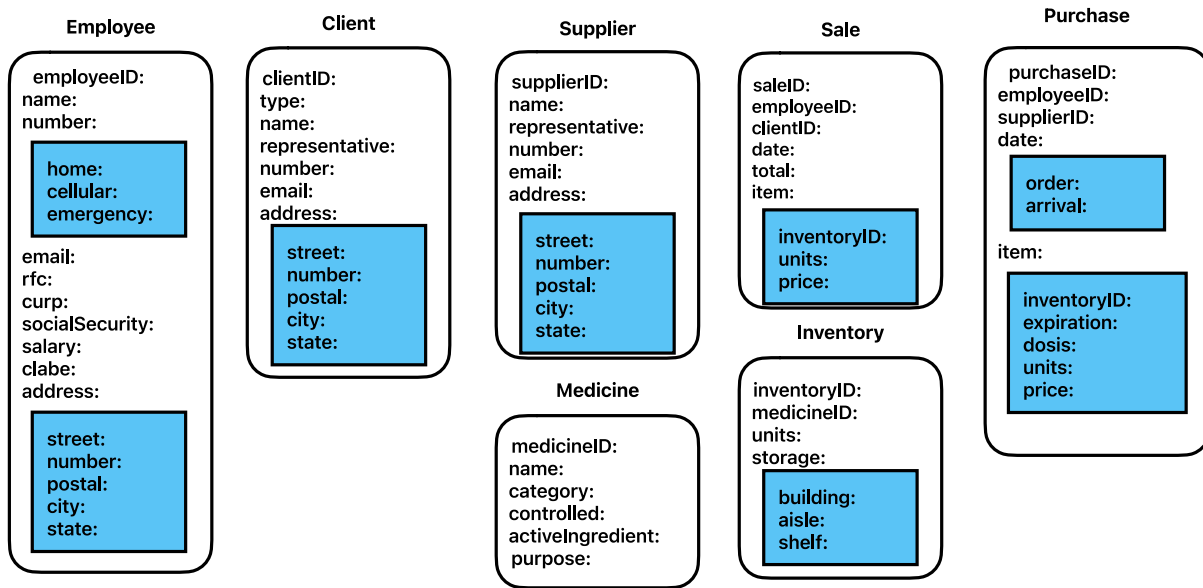 Employee
employeeID:
name:
number:
home:
cellular:
emergency:
email:
rfc:
curp:
socialSecurity:
salary:
clabe:
address:
street:
number:
postal:
city:
state:
Client
clientID:
type:
name:
representative:
number:
email:
address:
street:
number:
postal:
city:
state:
Supplier
supplierID:
name:
representative:
number:
email:
address:
street:
number:
postal:
city:
state:
Medicine
medicineID:
name:
category:
controlled:
activeIngredient:
purpose:
Sale
saleID:
employeeID:
clientID:
date:
total:
item:
inventoryID:
units:
price:
Inventory
inventoryID:
medicineID:
units:
storage:
building:
aisle:
shelf:
Purchase
purchaseID:
employeeID:
supplierID:
date:
order:
arrival:
item:
inventoryID:
expiration:
dosis:
units:
price: